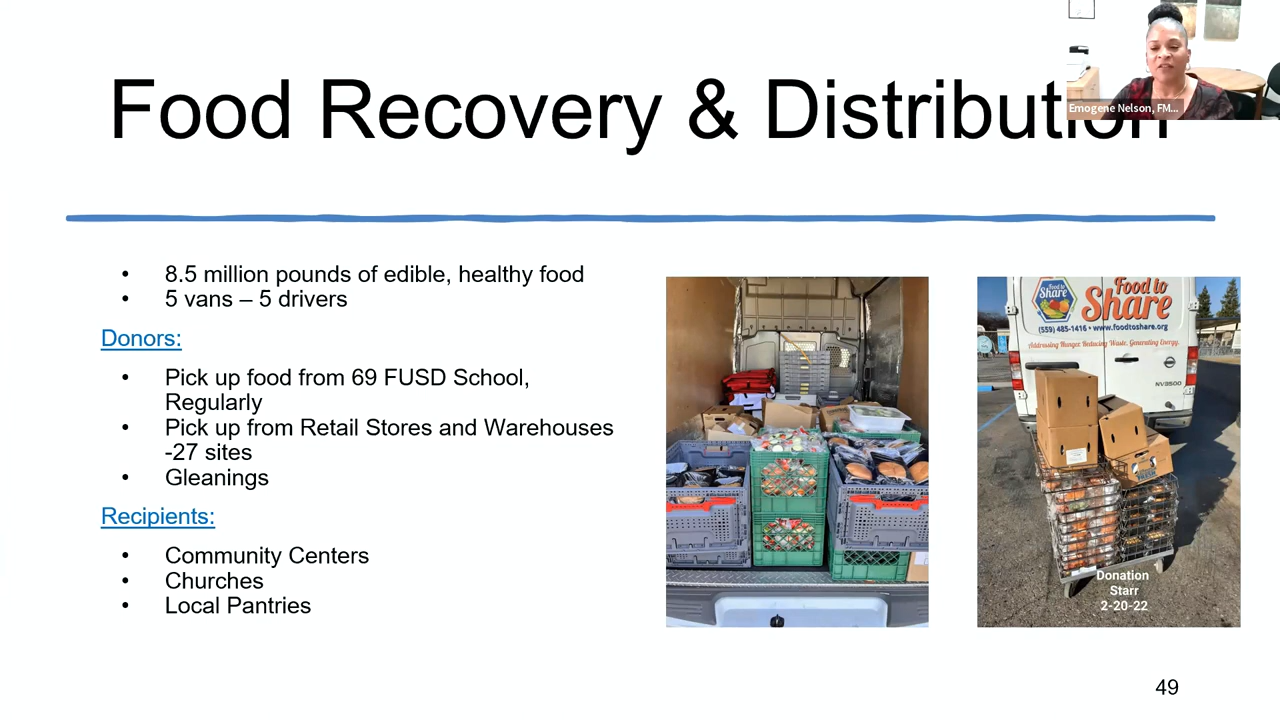 Food Recovery & Distribution
Emogene Nelson, FM...
• 8.5 million pounds of edible, healthy food
• 5 vans – 5 drivers
Donors:
• Pick up food from 69 FUSD School,
Regularly
• Pick up from Retail Stores and Warehouses
-27 sites
• Gleanings
Recipients:
• Community Centers
• Churches
• Local Pantries
Food to
Share
Food to
Share
(559) 485-1416 • www.foodtoshare.org
Addressing Hunger. Reducing Waste. Generating Energy.
NV3500
Donation
Starr
2-20-22
49